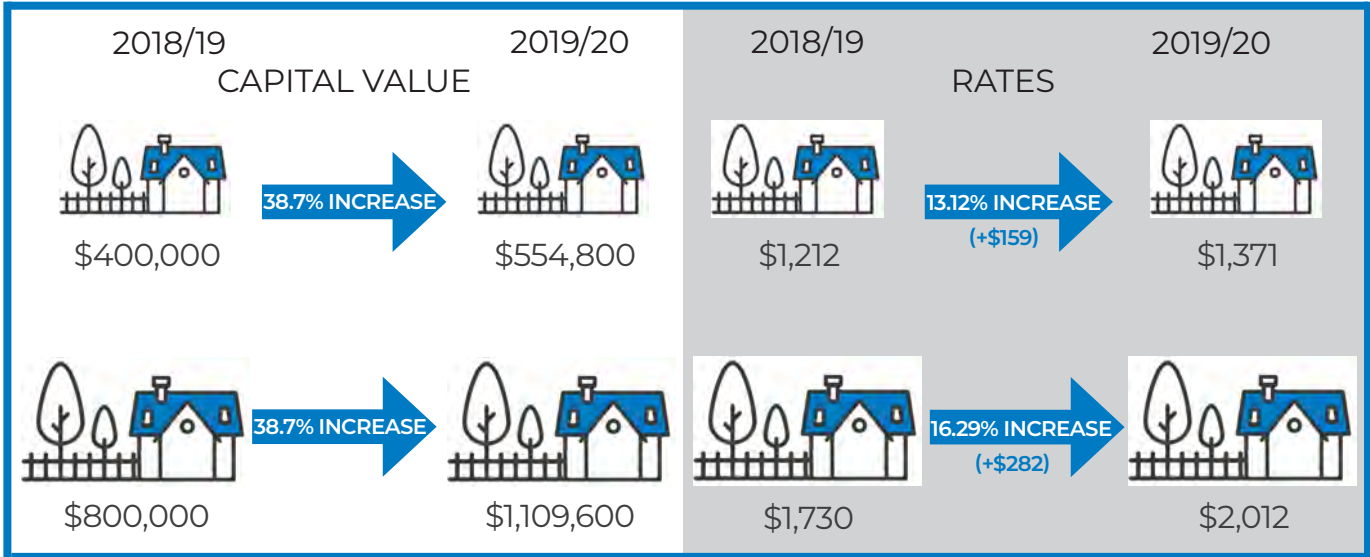 2018/19
2019/20
CAPITAL VALUE
38.7% INCREASE
$400,000
$554,800
38.7% INCREASE
$800,000
$1,109,600
2018/19
2019/20
RATES
13.12% INCREASE
(+$159)
$1,212
$1,371
16.29% INCREASE
(+$282)
$1,730
$2,012